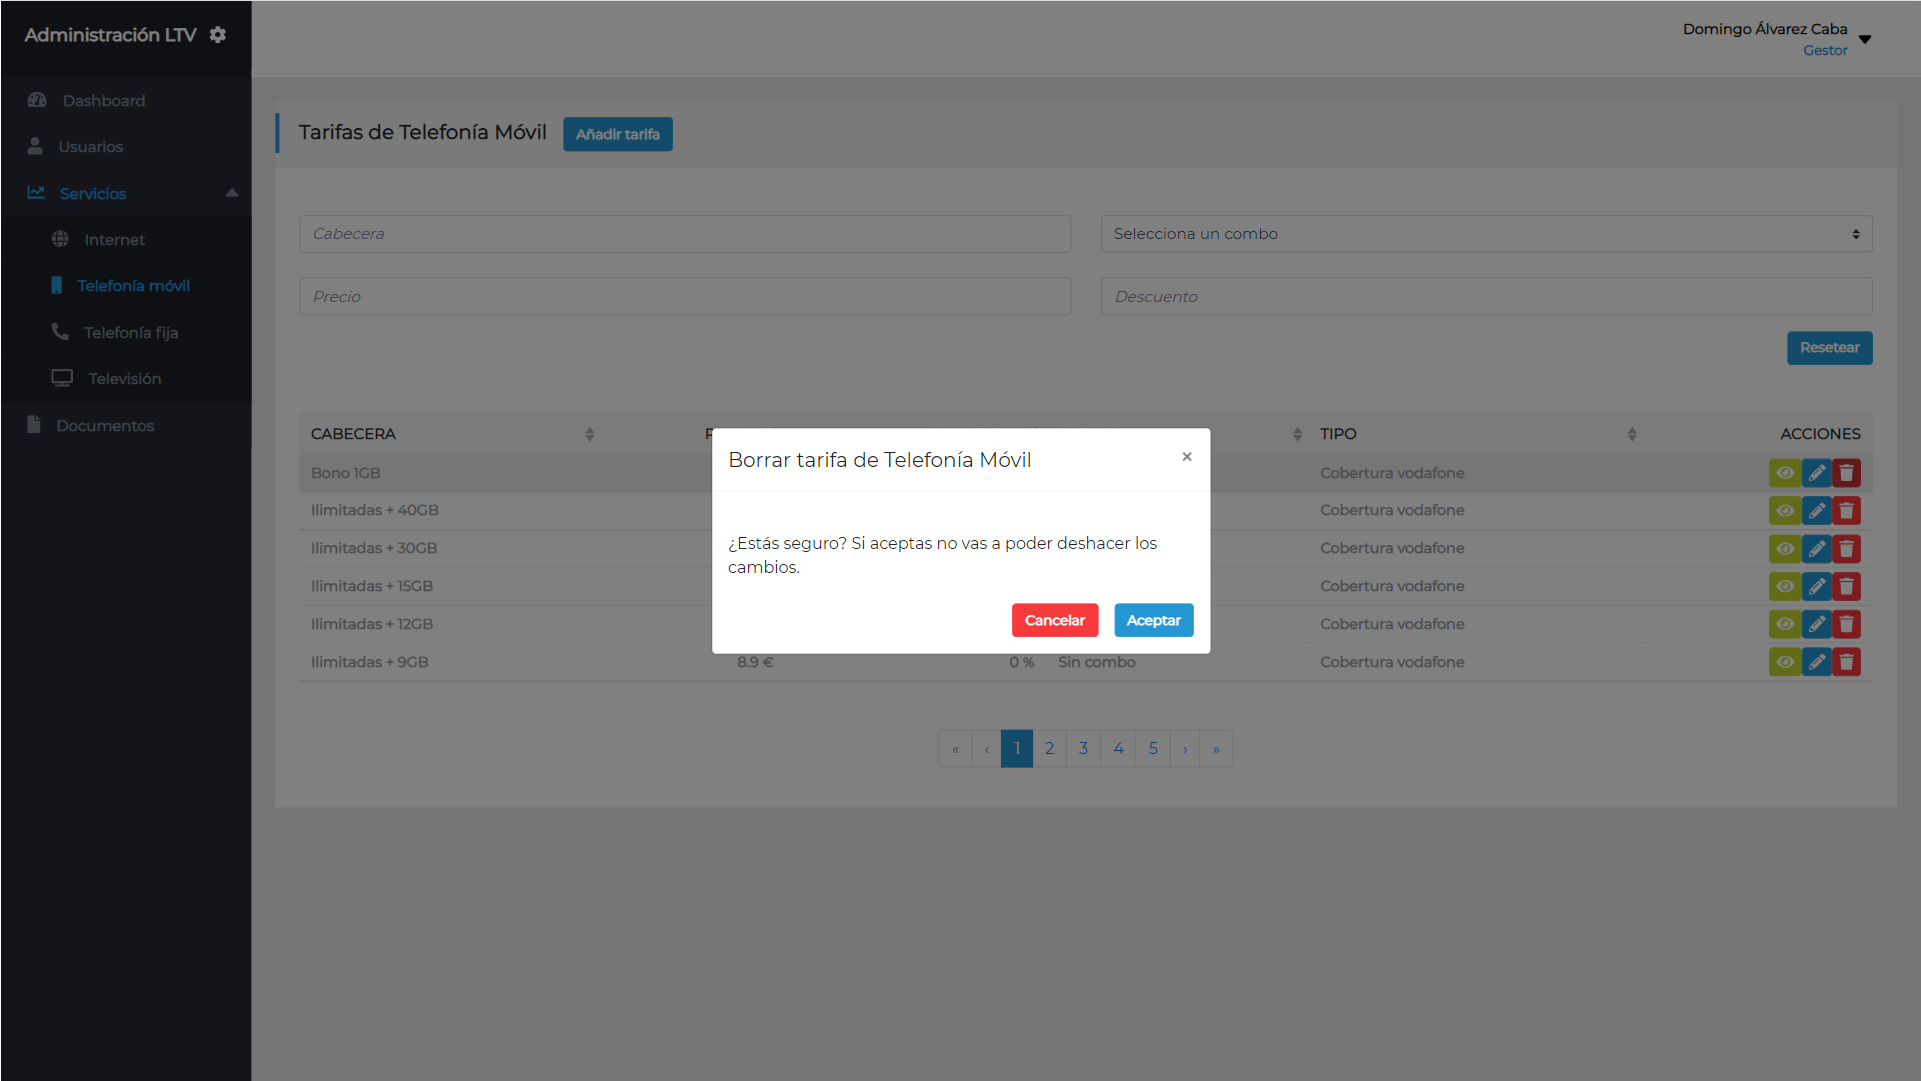 Administración LTV
Domingo Álvarez Caba
Gestor
Dashboard
Usuarios
Servicios
Internet
Telefonía móvil
Telefonía fija
Televisión
Documentos
Tarifas de Telefonía Móvil Añadir tarifa
Cabecera Selecciona un combo
Precio Descuento
Resetear
CABECERA TIPO ACCIONES
Bono 1GB Cobertura vodafone
Ilimitadas + 40GB Cobertura vodafone
Ilimitadas + 30GB Cobertura vodafone
Ilimitadas + 15GB Cobertura vodafone
Ilimitadas + 12GB Cobertura vodafone
Ilimitadas + 9GB 8.9 € 0 % Sin combo Cobertura vodafone
Borrar tarifa de Telefonía Móvil ×
¿Estás seguro? Si aceptas no vas a poder deshacer los
cambios.
Cancelar Aceptar
« ‹ 1 2 3 4 5 › »